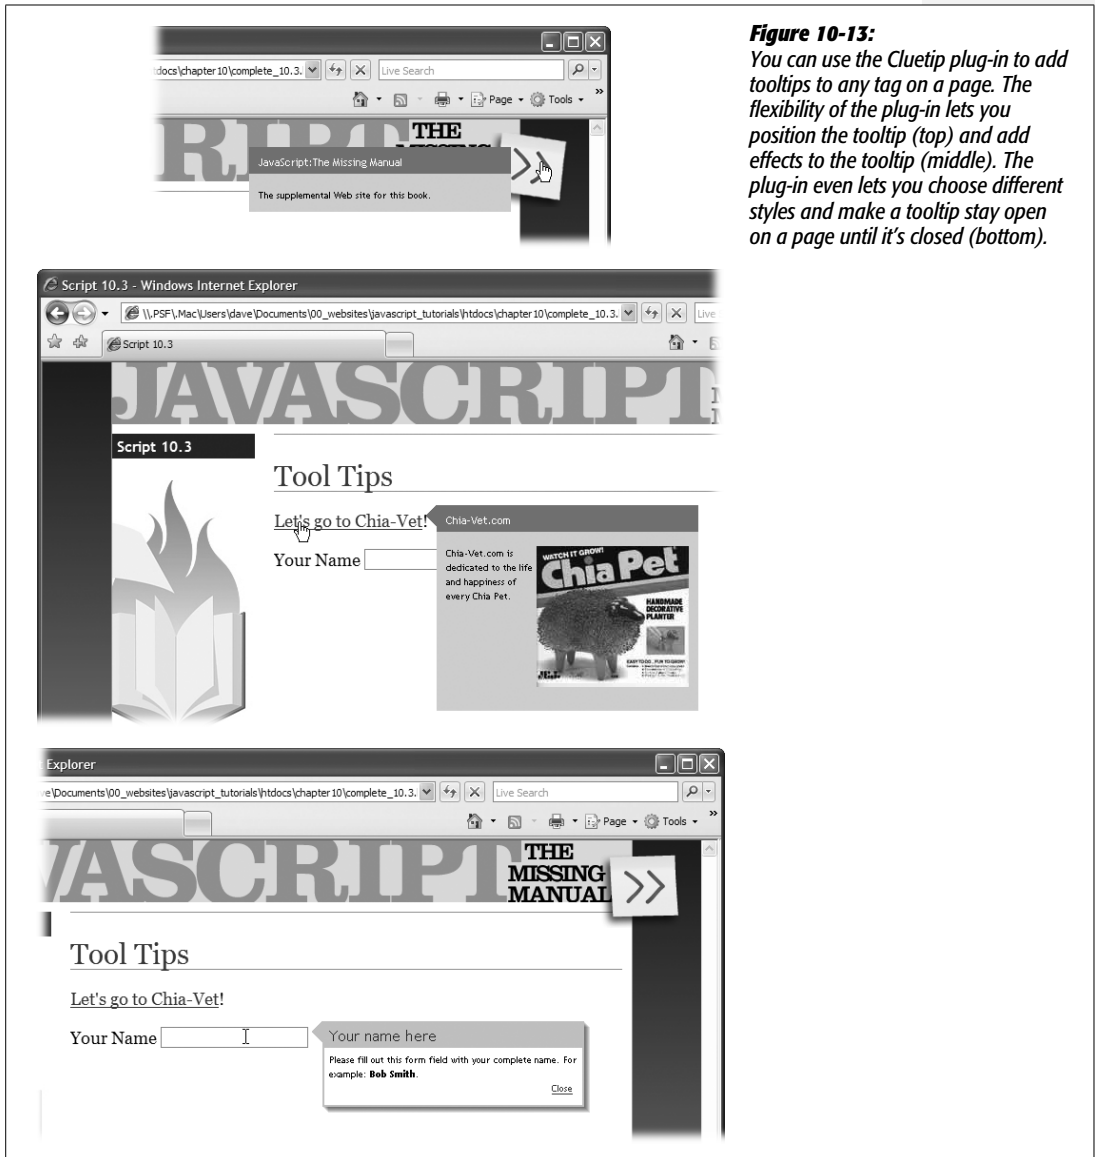 Figure 10-13:
You can use the Cluetip plug-in to add
tooltips to any tag on a page. The
flexibility of the plug-in lets you
position the tooltip (top) and add
effects to the tooltip (middle). The
plug-in even lets you choose different
styles and make a tooltip stay open
on a page until it's closed (bottom).
docs\chapter10\complete_10.3.
Live Search
Page
Tools
»
RIPT
THE
JavaScript:The Missing Manual
The supplemental Web site for this book.
>>
Script 10.3 - Windows Internet Explorer
\\.PSF\.Mac\Users\dave\Documents\00_websites\javascript_tutorials\htdocs\chapter10\complete_10.3.
Live
Script 10.3
JAVASCRIPT
Script 10.3
Tool Tips
Let's go to Chia-Vet!
Your Name
Chia-Vet.com
Chia-Vet.com is
dedicated to the life
and happiness of
every Chia Pet.
WATCH IT GROW!
Chia Pet
HANDMADE
DECORATIVE
PLANTER
EASY TO DO...FUN TO GROW!
Explorer
e\Documents\00_websites\javascript_tutorials\htdocs\chapter10\complete_10.3.
Live Search
Page
Tools
»
VASCRIPT
THE
MISSING
MANUAL
>>
Tool Tips
Let's go to Chia-Vet!
Your Name
Your name here
Please fill out this form field with your complete name. For
example: Bob Smith.
Close